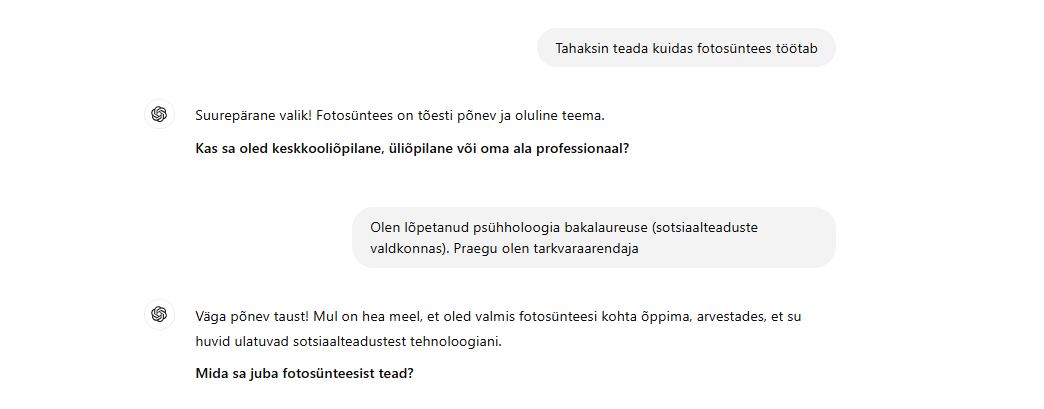 Tahaksin teada kuidas fotosüntees töötab
Suurepärane valik! Fotosüntees on tõesti põnev ja oluline teema.
Kas sa oled keskkooliõpilane, üliõpilane või oma ala professionaal?
Olen lõpetanud psühholoogia bakalaureuse (sotsiaalteaduste
valdkonnas). Praegu olen tarkvaraarendaja
Väga põnev taust! Mul on hea meel, et oled valmis fotosünteesi kohta õppima, arvestades, et su
huvid ulatuvad sotsiaalteadustest tehnoloogiani.
Mida sa juba fotosünteesist tead?